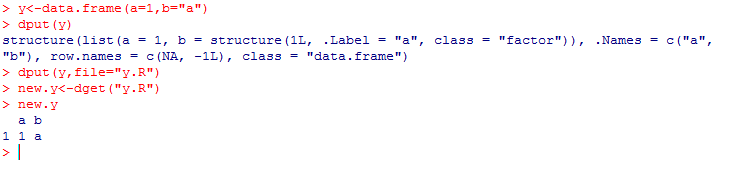 > y<-data.frame(a=1,b="a")
> dput(y)
structure(list(a = 1, b = structure(1L, .Label = "a", class = "factor")), .Names = c("a",
"b"), row.names = c(NA, -1L), class = "data.frame")
> dput(y,file="y.R")
> new.y<-dget("y.R")
> new.y
  a b
1 1 a
>